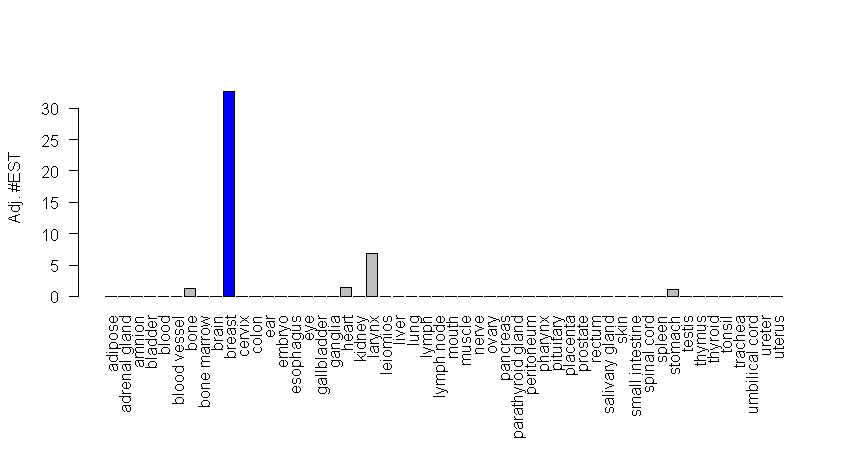 Adj. #EST
30
25
20
15
10
5
0
adipose
adrenal gland
amnion
bladder
blood
blood vessel
bone
bone marrow
brain
breast
cervix
colon
ear
embryo
esophagus
eye
gallbladder
ganglia
heart
kidney
larynx
leiomios
liver
lung
lymph
lymph node
mouth
muscle
nerve
ovary
pancreas
parathyroid gland
peritoneum
pharynx
pituitary
placenta
prostate
rectum
salivary gland
skin
small intestine
spinal cord
spleen
stomach
testis
thymus
thyroid
tonsil
trachea
umbilical cord
ureter
uterus